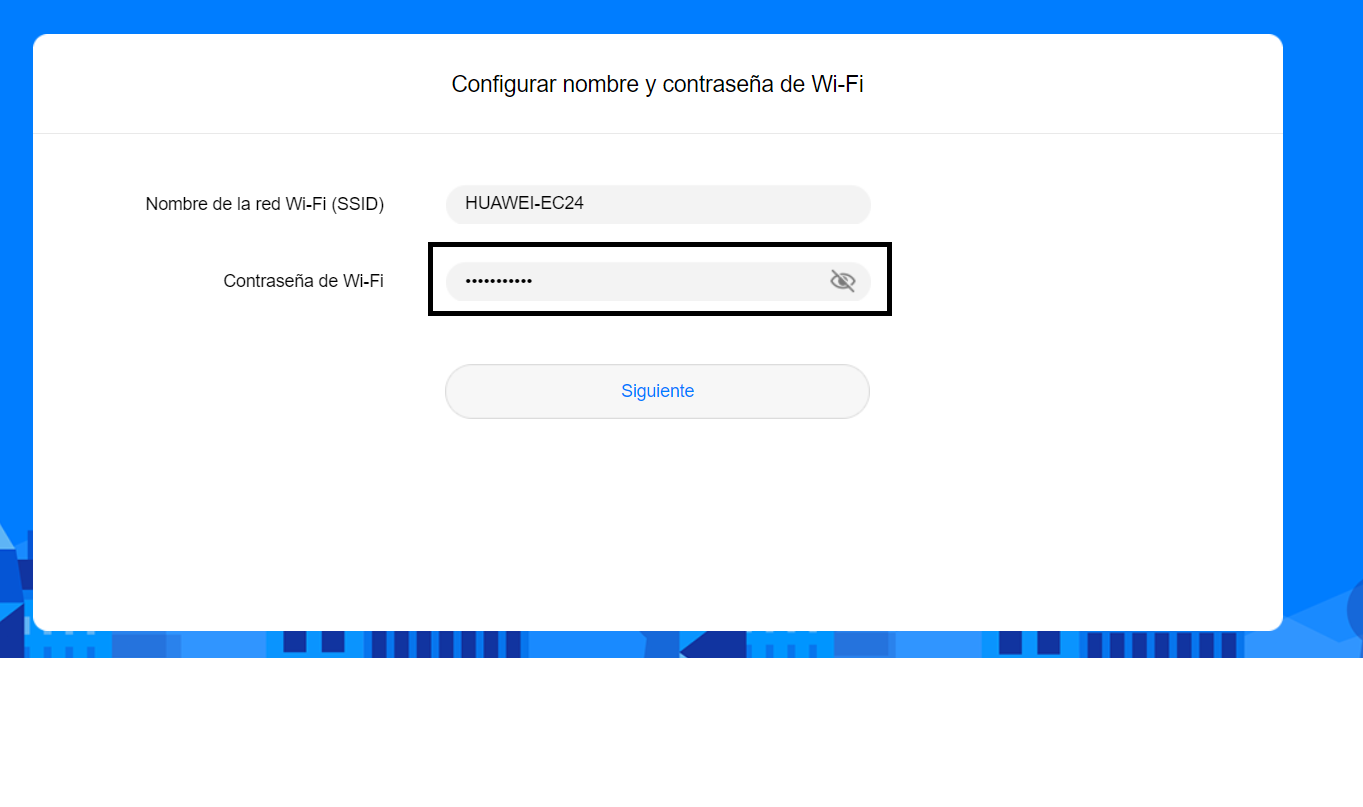 Configurar nombre y contraseña de Wi-Fi
Nombre de la red Wi-Fi (SSID)
HUAWEI-EC24
Contraseña de Wi-Fi
•••••••••••
Siguiente